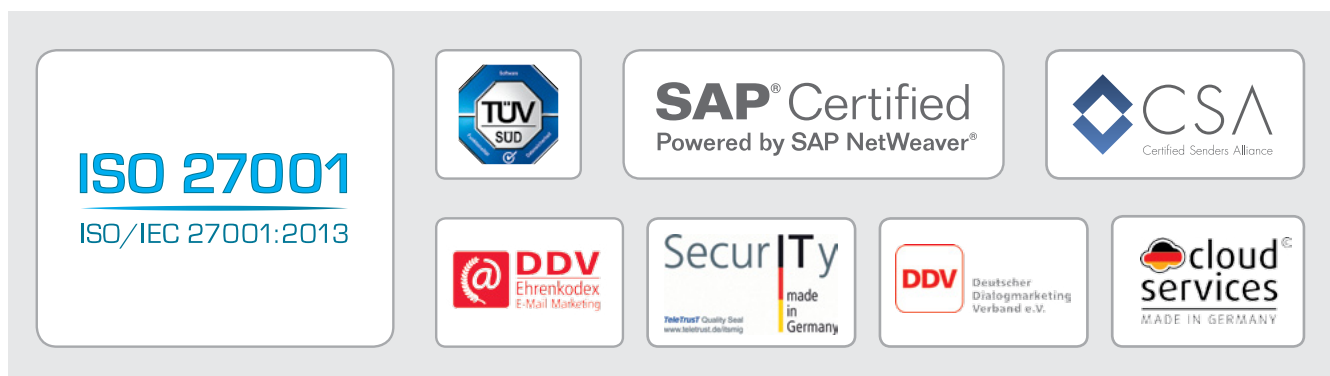 ISO 27001
ISO/IEC 27001:2013
Software
TÜV
SÜD
SAP® Certified
Powered by SAP NetWeaver®
CSA
Certified Senders Alliance
@ DDV
Ehrenkodex
E-Mail Marketing
SecurITy
made
in
Germany
TeleTrusT Quality Seal
www.teletrust.de/itsmig
DDV
Deutscher
Dialogmarketing
Verband e.V.
cloud
services
MADE IN GERMANY